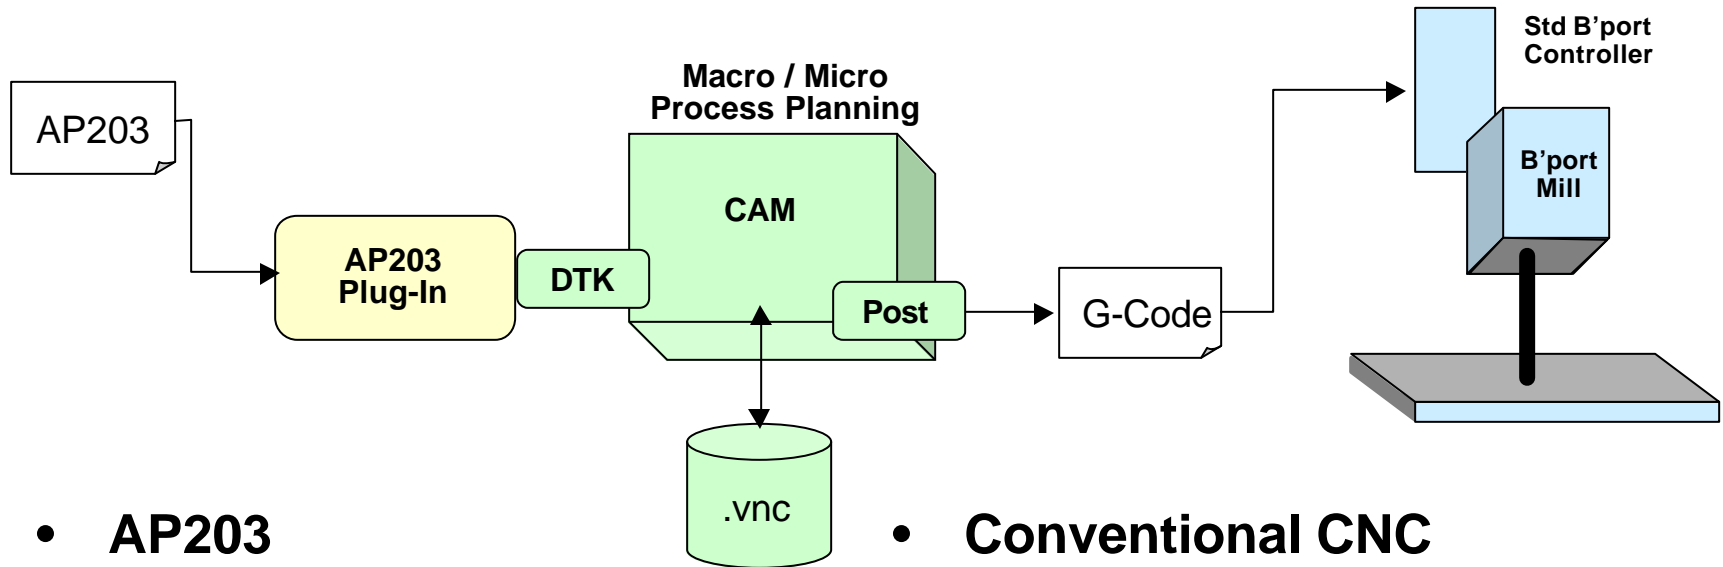 Std B'port
Controller
Macro / Micro
Process Planning
AP203
B'port
Mill
CAM
AP203
Plug-In
DTK
Post
G-Code
.vnc
• AP203
• Conventional CNC